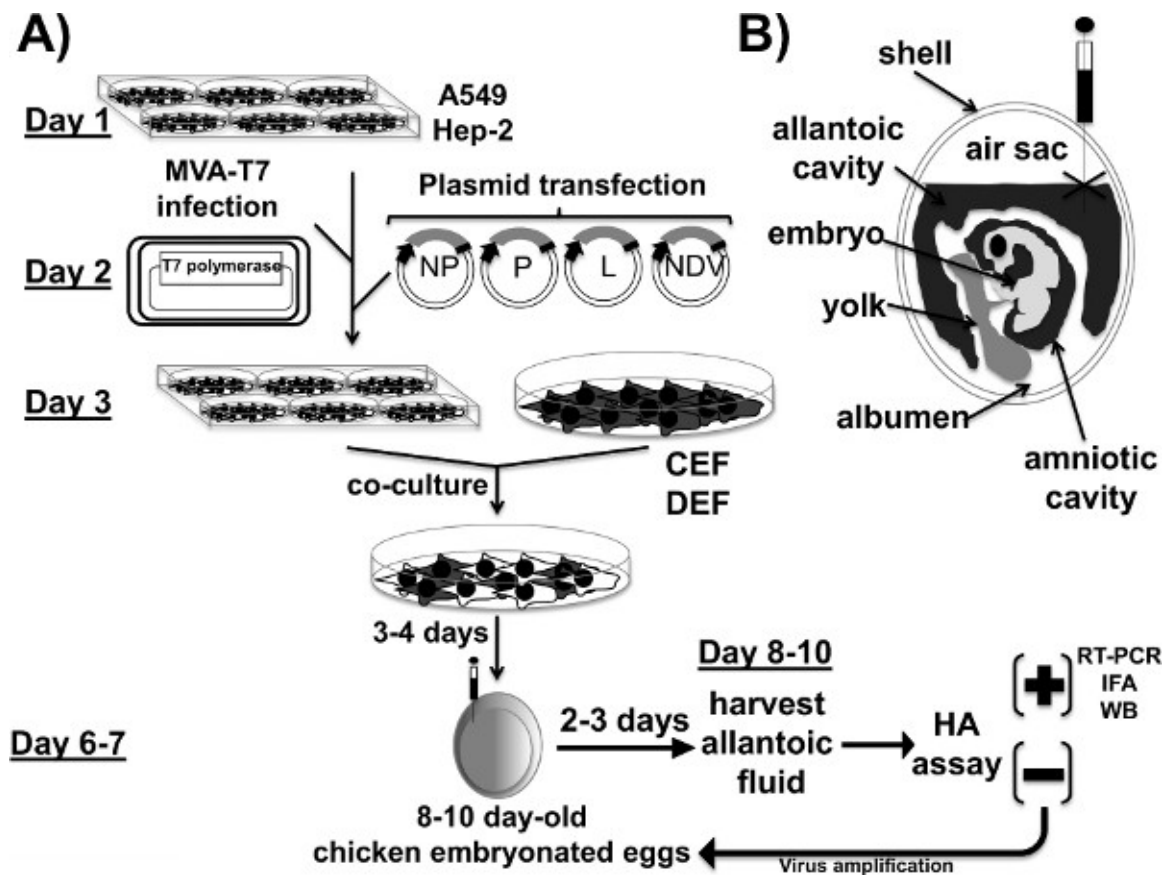 A)
Day 1
A549
Hep-2
MVA-T7
infection
Plasmid transfection
Day 2
T7 polymerase
NP
P
L
NDV
Day 3
CEF
DEF
co-culture
3-4 days
Day 6-7
8-10 day-old
chicken embryonated eggs
2-3 days
Day 8-10
harvest
allantoic
fluid
HA
assay
+
RT-PCR
IFA
WB
−
Virus amplification
B)
shell
allantoic
cavity
air sac
embryo
yolk
albumen
amniotic
cavity